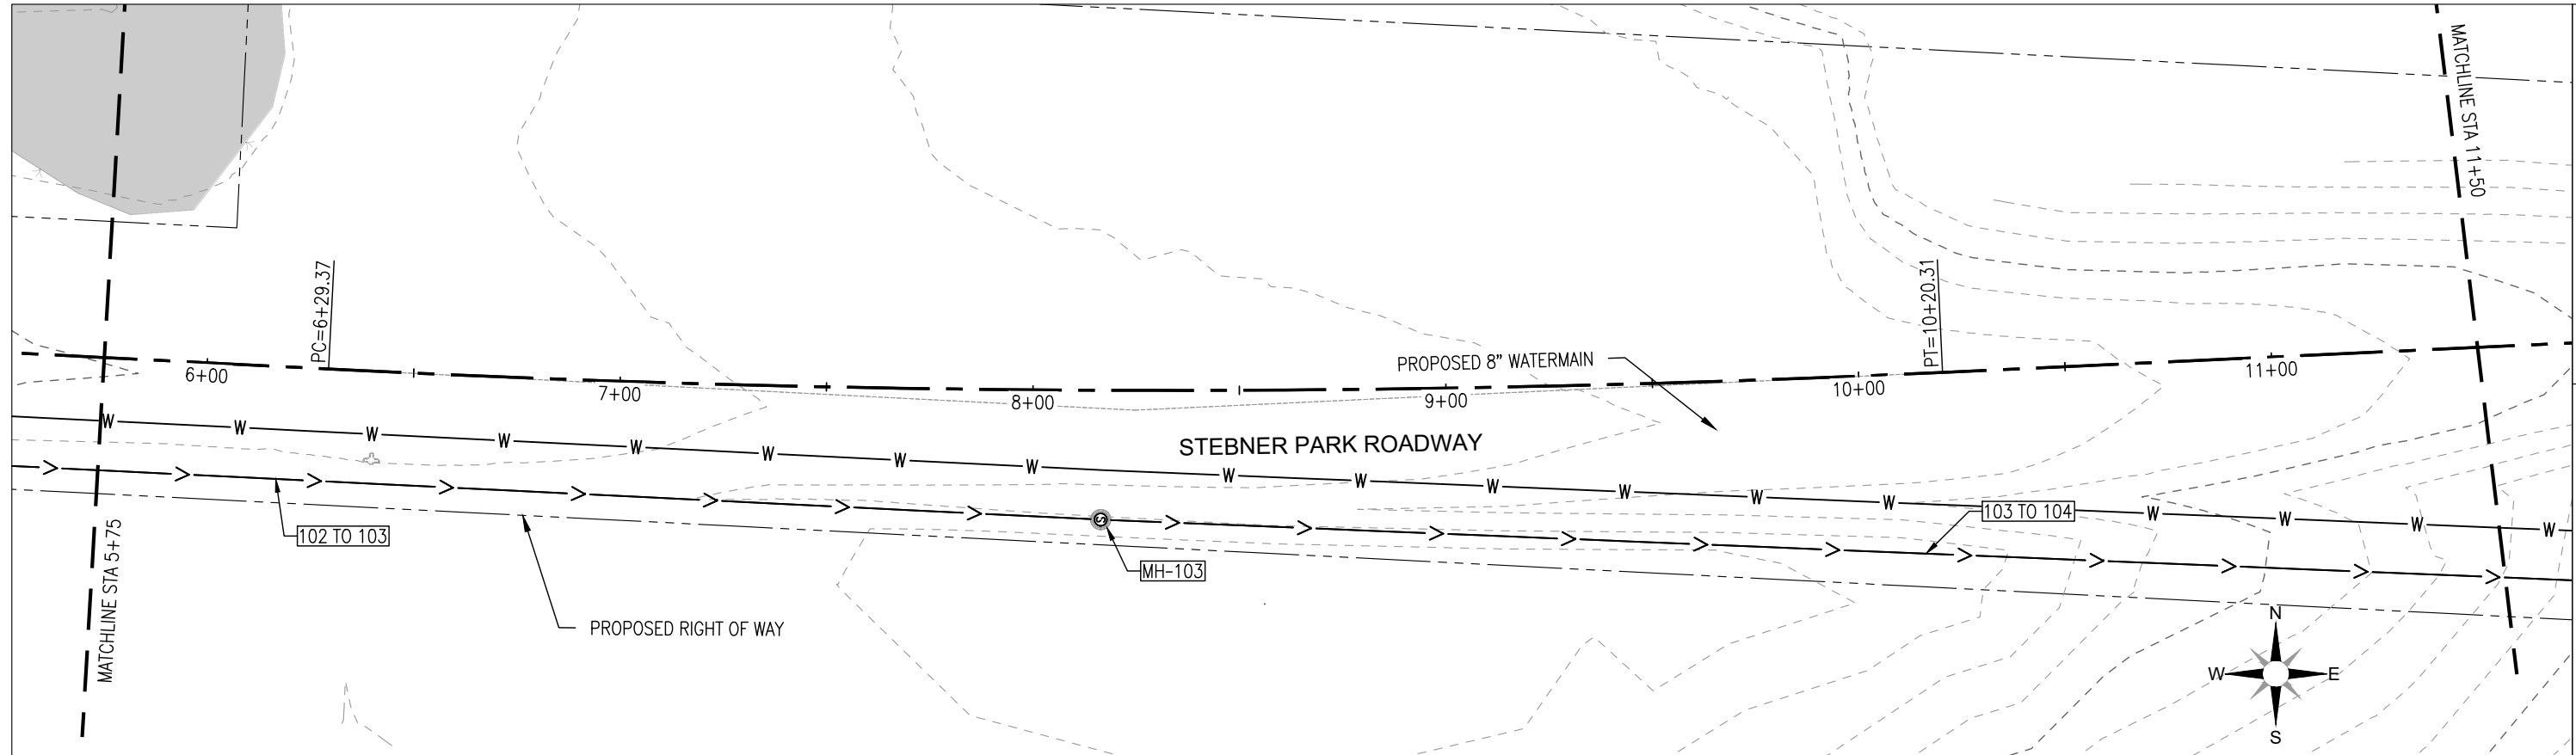 MATCHLINE STA 5+75
MATCHLINE STA 11+50
PC=6+29.37
PT=10+20.31
6+00
7+00
8+00
9+00
10+00
11+00
PROPOSED 8" WATERMAIN
STEBNER PARK ROADWAY
W W W W W W W W W W W W W W W W W W
102 TO 103
S
103 TO 104
MH-103
PROPOSED RIGHT OF WAY
N
W E
S